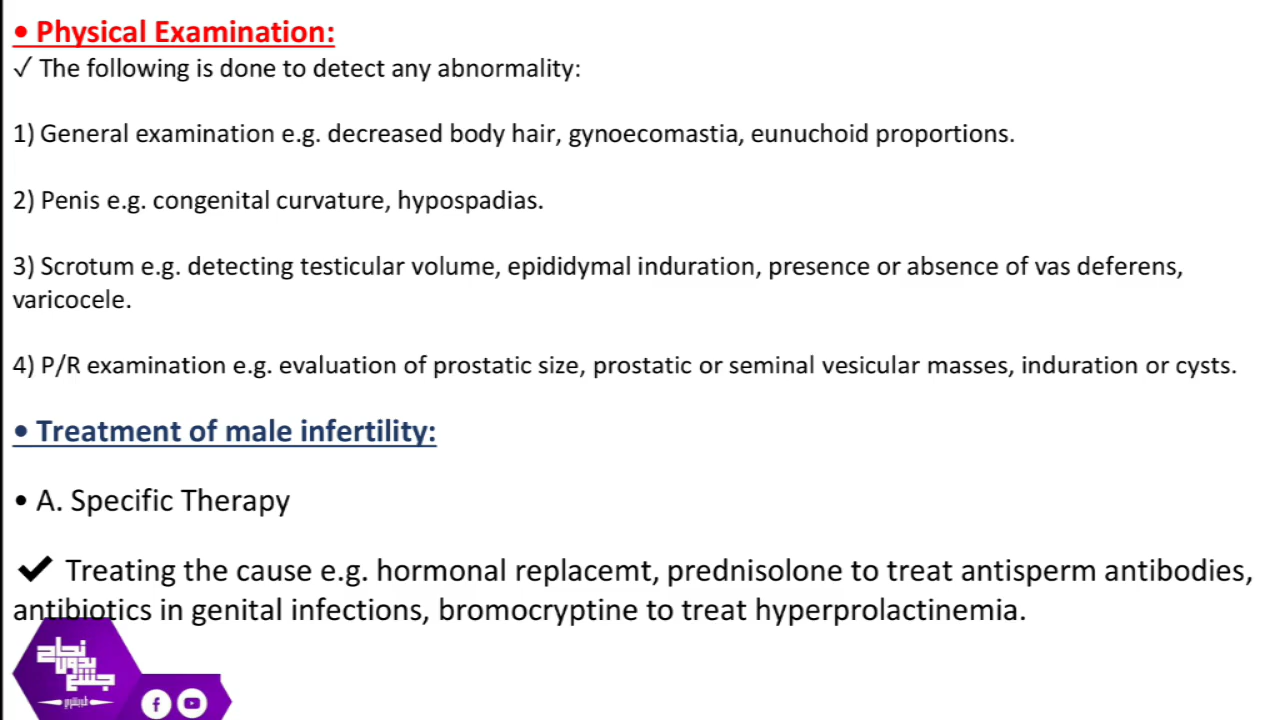 • Physical Examination:
✓ The following is done to detect any abnormality:
1) General examination e.g. decreased body hair, gynoecomastia, eunuchoid proportions.
2) Penis e.g. congenital curvature, hypospadias.
3) Scrotum e.g. detecting testicular volume, epididymal induration, presence or absence of vas deferens,
varicocele.
4) P/R examination e.g. evaluation of prostatic size, prostatic or seminal vesicular masses, induration or cysts.
• Treatment of male infertility:
• A. Specific Therapy
✔ Treating the cause e.g. hormonal replacemt, prednisolone to treat antisperm antibodies,
antibiotics in genital infections, bromocryptine to treat hyperprolactinemia.
نجاح
بدون